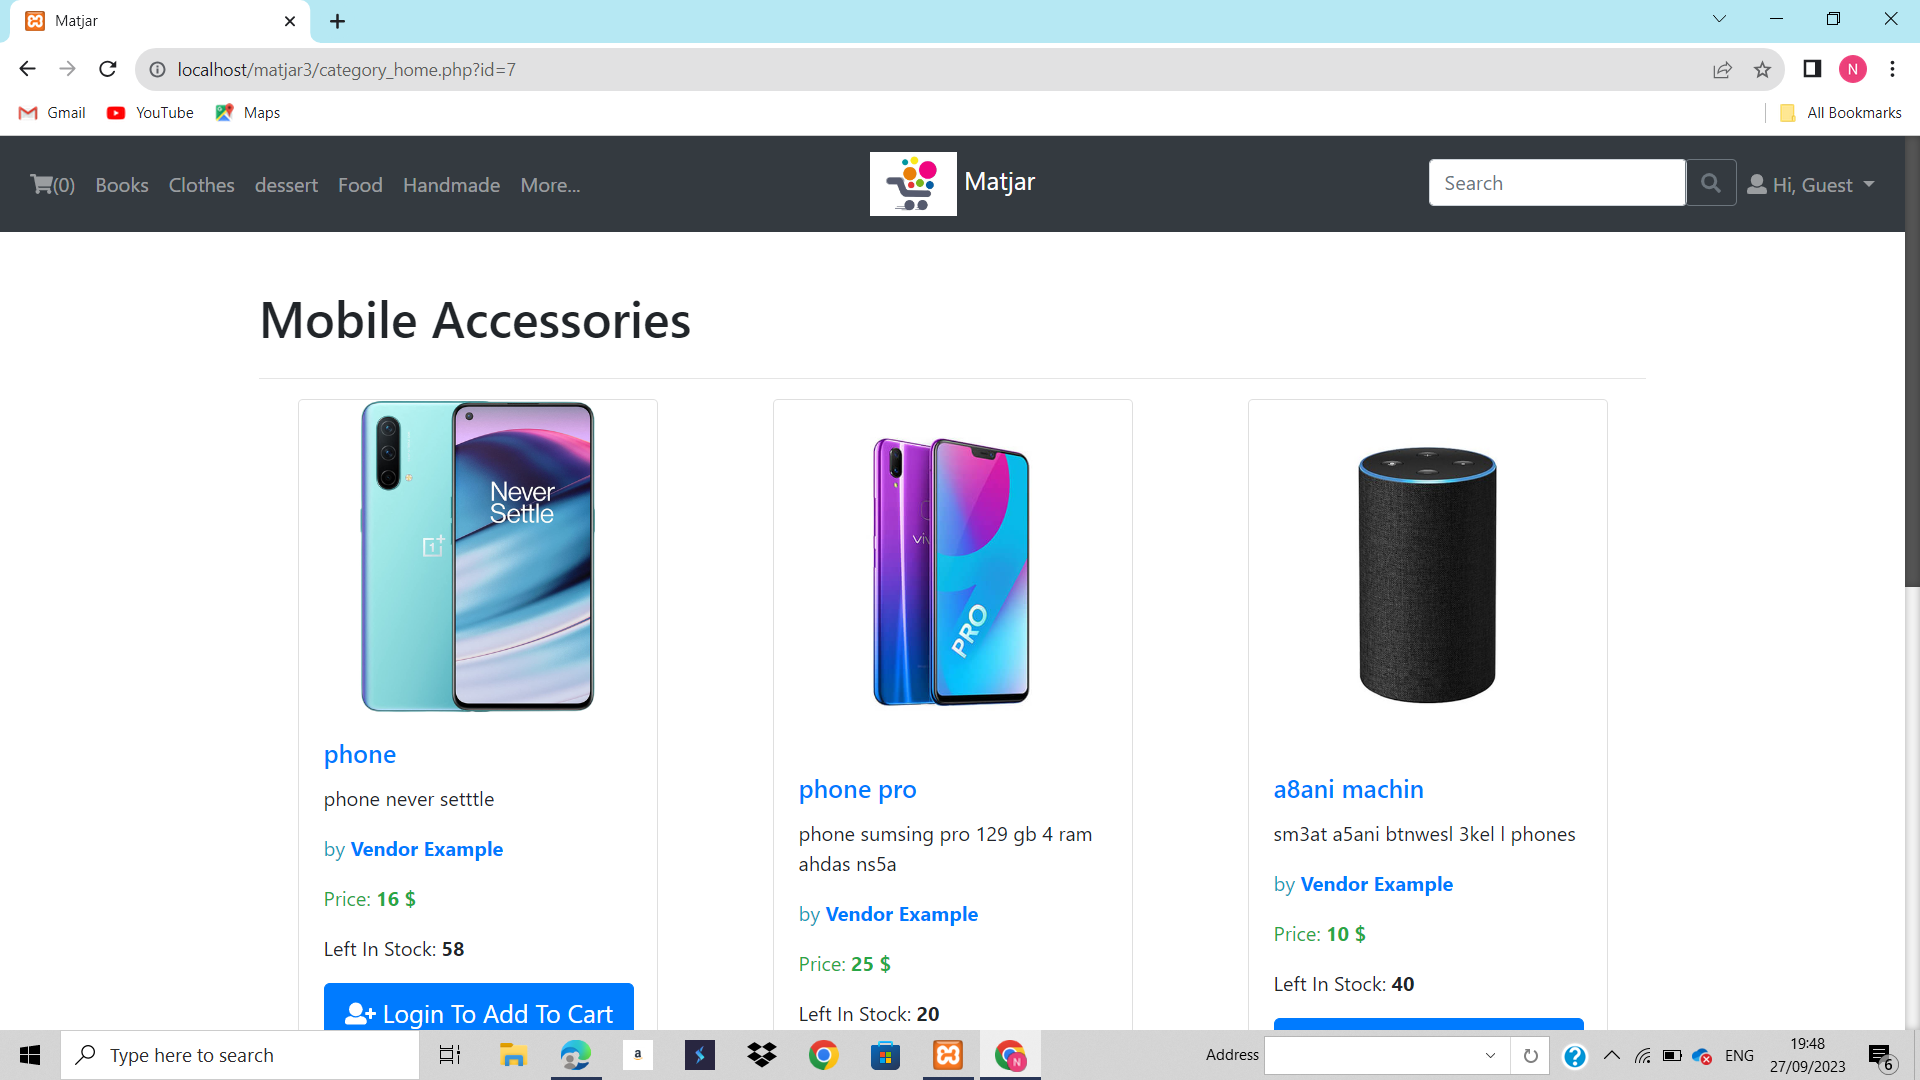 Matjar
localhost/matjar3/category_home.php?id=7
N
Gmail YouTube Maps All Bookmarks
(0) Books Clothes dessert Food Handmade More... Matjar Search Hi, Guest
Mobile Accessories
Never
Settle
1+
VIV
PRO
phone
phone never setttle
by Vendor Example
Price: 16 $
Left In Stock: 58
Login To Add To Cart
phone pro
phone sumsing pro 129 gb 4 ram
ahdas ns5a
by Vendor Example
Price: 25 $
Left In Stock: 20
a8ani machin
sm3at a5ani btnwesl 3kel l phones
by Vendor Example
Price: 10 $
Left In Stock: 40
Type here to search a N Address ENG 19:48
27/09/2023 6